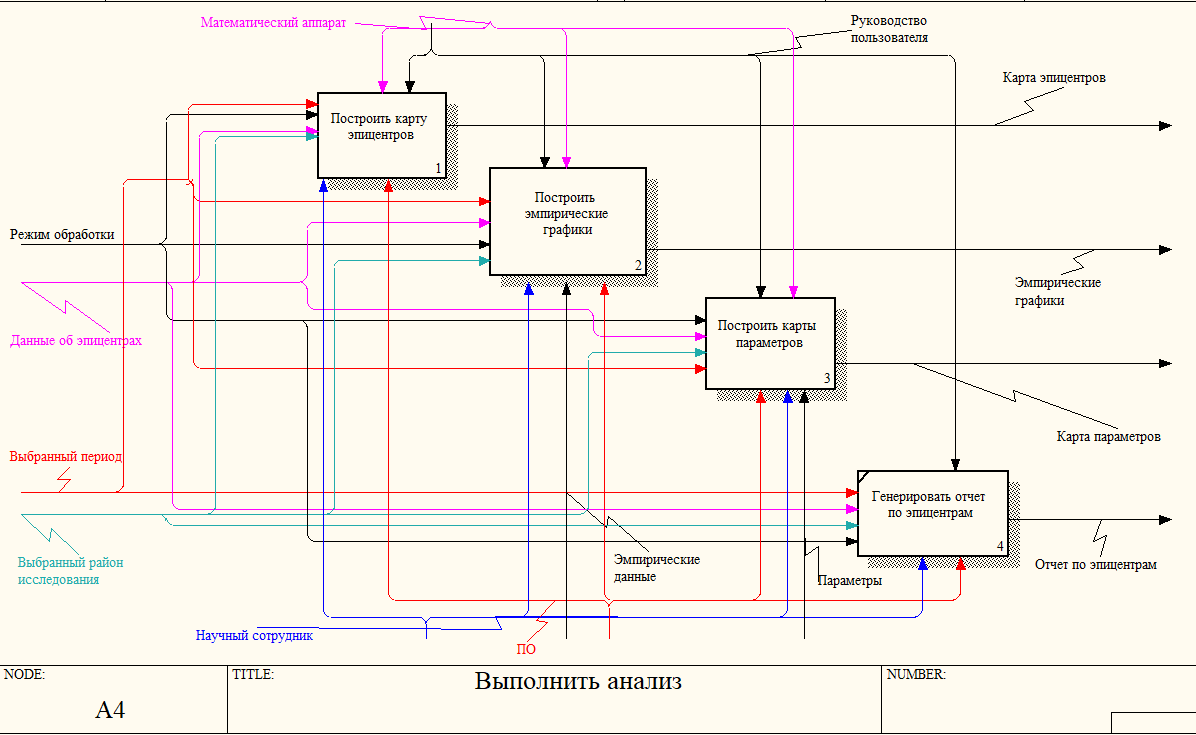 Математический аппарат
Руководство
пользователя
Карта эпицентров
Построить карту
эпицентров
1
Построить
эмпирические
графики
2
Режим обработки
Эмпирические
графики
Данные об эпицентрах
Построить карты
параметров
3
Карта параметров
Выбранный период
Генерировать отчет
по эпицентрам
4
Выбранный район
исследования
Эмпирические
данные
Параметры
Отчет по эпицентрам
Научный сотрудник
ПО
NODE:
TITLE:
NUMBER:
Выполнить анализ
A4